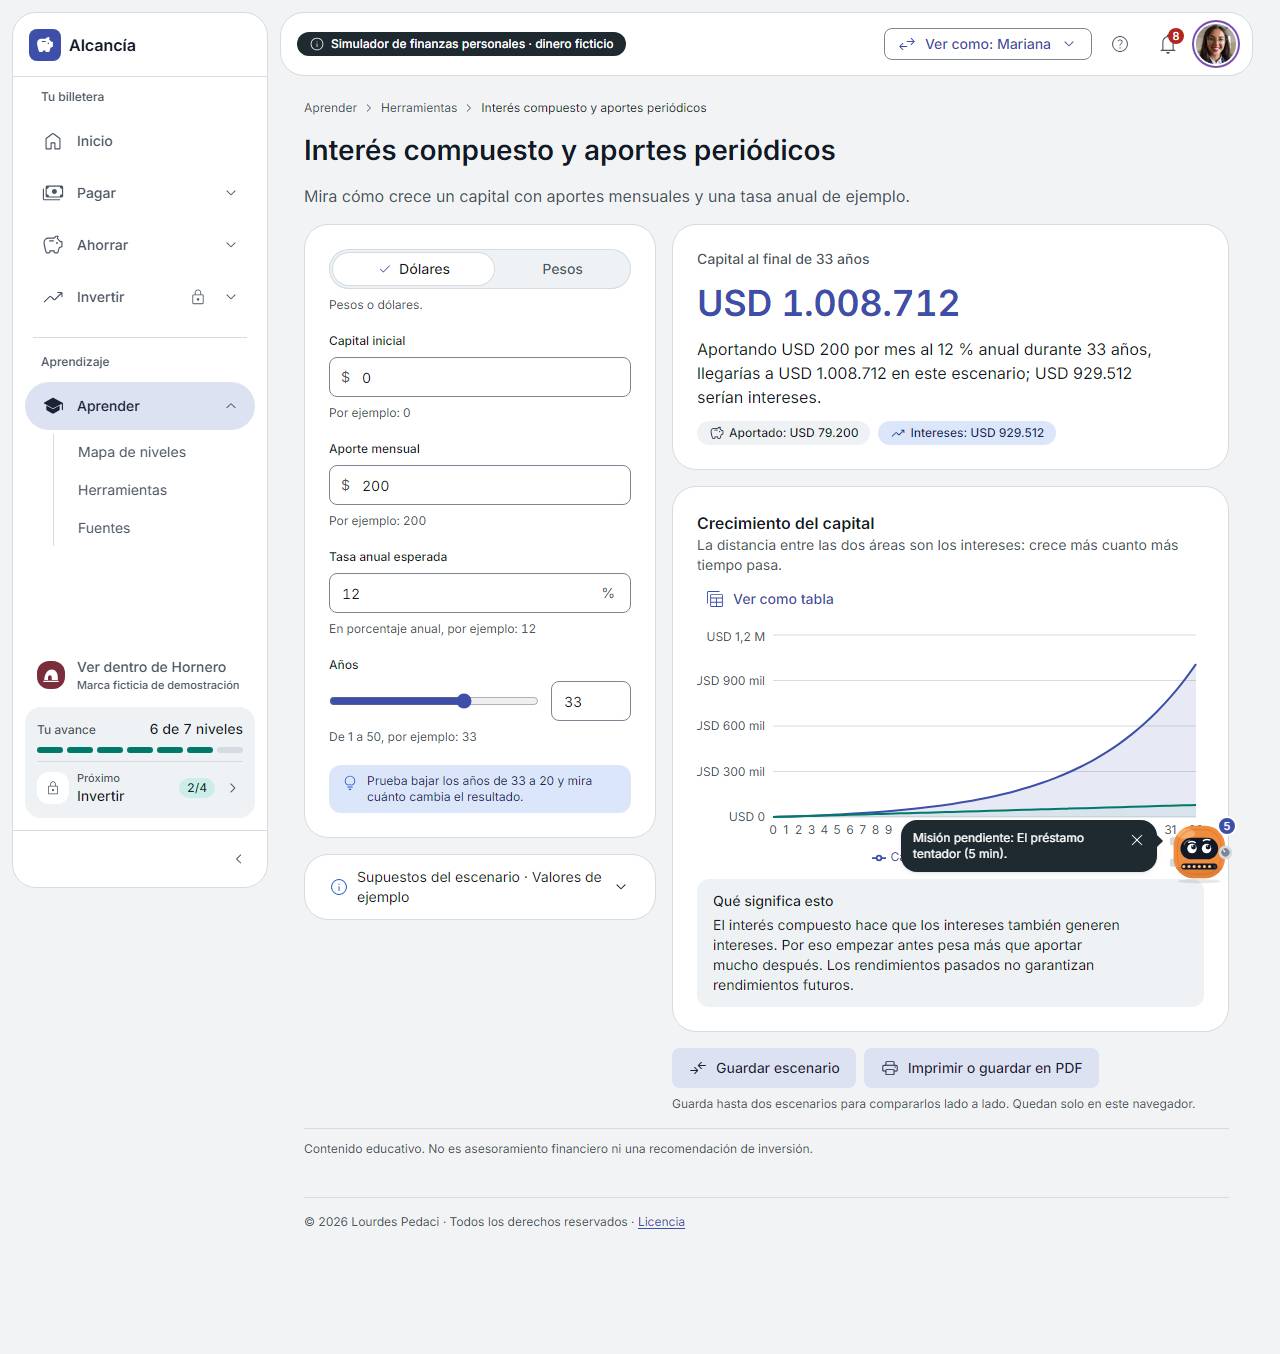 Alcancía
Tu billetera
Inicio
Pagar
Ahorrar
Invertir
Aprendizaje
Aprender
Mapa de niveles
Herramientas
Fuentes
Ver dentro de Hornero
Marca ficticia de demostración
Tu avance
6 de 7 niveles
Próximo
Invertir
2/4
Simulador de finanzas personales · dinero ficticio
Ver como: Mariana
8
Aprender
Herramientas
Interés compuesto y aportes periódicos
Interés compuesto y aportes periódicos
Mira cómo crece un capital con aportes mensuales y una tasa anual de ejemplo.
Dólares
Pesos
Pesos o dólares.
Capital inicial
$ 0
Por ejemplo: 0
Aporte mensual
$ 200
Por ejemplo: 200
Tasa anual esperada
12 %
En porcentaje anual, por ejemplo: 12
Años
33
De 1 a 50, por ejemplo: 33
Prueba bajar los años de 33 a 20 y mira
cuánto cambia el resultado.
Supuestos del escenario · Valores de
ejemplo
Capital al final de 33 años
USD 1.008.712
Aportando USD 200 por mes al 12 % anual durante 33 años,
llegarías a USD 1.008.712 en este escenario; USD 929.512
serían intereses.
Aportado: USD 79.200
Intereses: USD 929.512
Crecimiento del capital
La distancia entre las dos áreas son los intereses: crece más cuanto más
tiempo pasa.
Ver como tabla
USD 1,2 M
JSD 900 mil
JSD 600 mil
JSD 300 mil
USD 0
0 1 2 3 4 5 6 7 8 9
31
Misión pendiente: El préstamo
tentador (5 min).
5
Qué significa esto
El interés compuesto hace que los intereses también generen
intereses. Por eso empezar antes pesa más que aportar
mucho después. Los rendimientos pasados no garantizan
rendimientos futuros.
Guardar escenario
Imprimir o guardar en PDF
Guarda hasta dos escenarios para compararlos lado a lado. Quedan solo en este navegador.
Contenido educativo. No es asesoramiento financiero ni una recomendación de inversión.
© 2026 Lourdes Pedaci · Todos los derechos reservados · Licencia